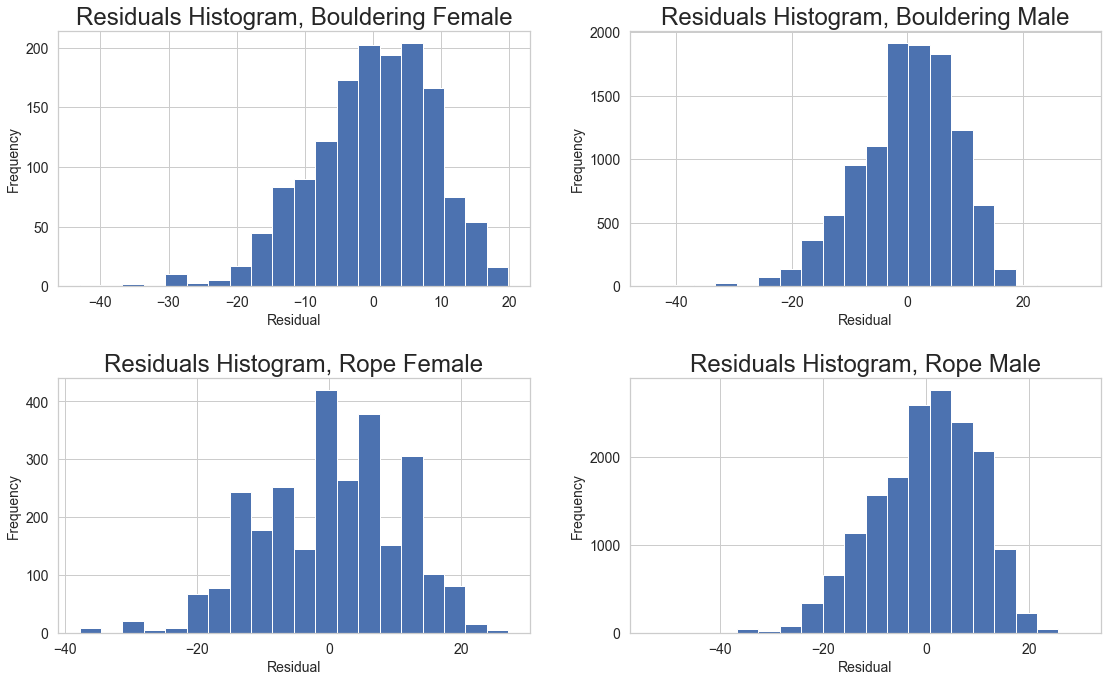 Residuals Histogram, Bouldering Female
200
150
100
50
0
Frequency
−40 −30 −20 −10 0 10 20
Residual
Residuals Histogram, Bouldering Male
2000
1500
1000
500
0
Frequency
−40 −20 0 20
Residual
Residuals Histogram, Rope Female
400
300
200
100
0
Frequency
−40 −20 0 20
Residual
Residuals Histogram, Rope Male
2000
1000
0
Frequency
−40 −20 0 20
Residual